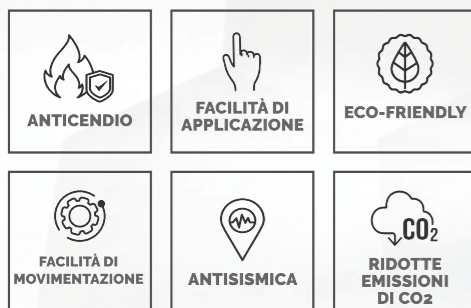 ANTICENDIO
FACILITÀ DI
APPLICAZIONE
ECO-FRIENDLY
FACILITÀ DI
MOVIMENTAZIONE
ANTISISMICA
CO2
RIDOTTE
EMISSIONI
DI CO2